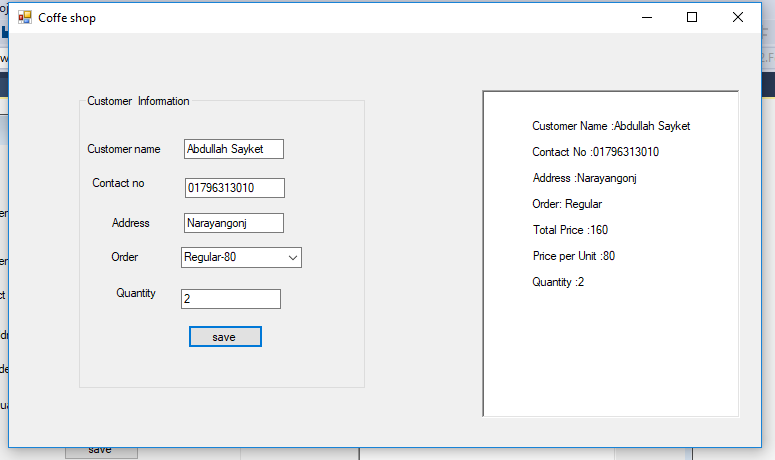 Coffe shop
Customer Information
Customer name Abdullah Sayket
Contact no 01796313010
Address Narayangonj
Order Regular-80
Quantity 2
save
Customer Name :Abdullah Sayket
Contact No :01796313010
Address :Narayangonj
Order: Regular
Total Price :160
Price per Unit :80
Quantity :2
save